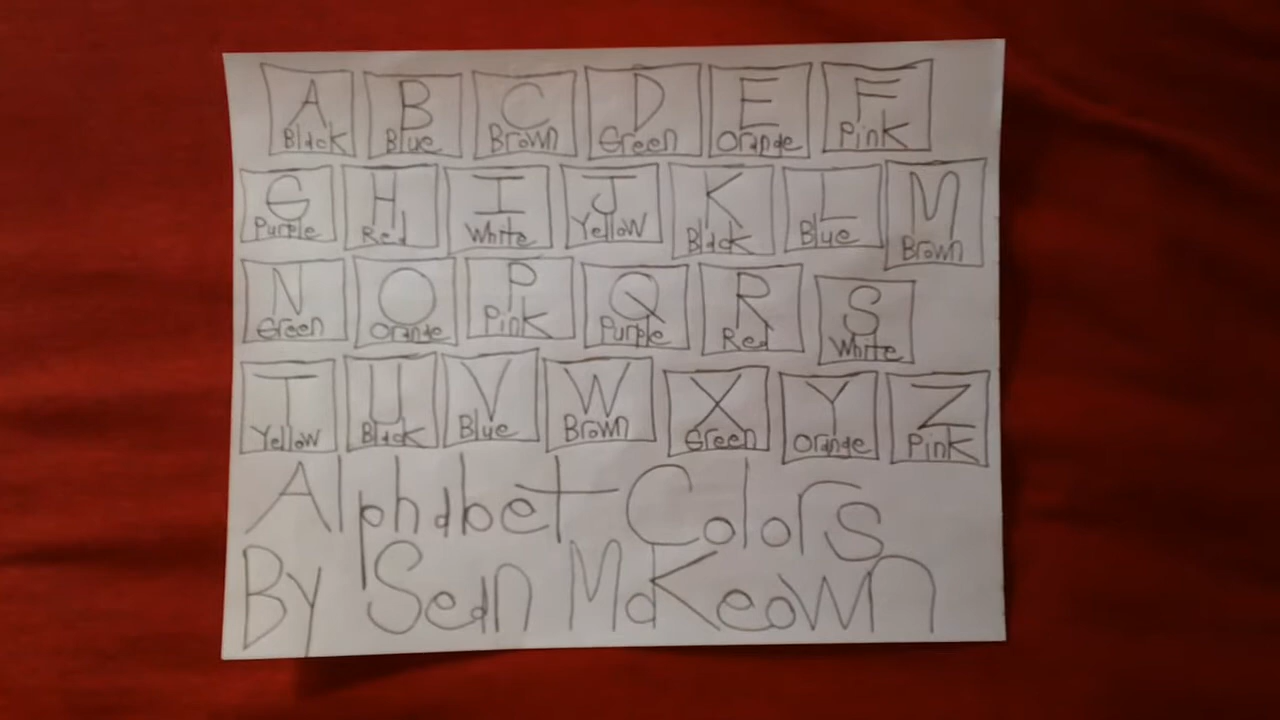 A B C D E F
Black Blue Brown Green Orange Pink
G H I J K L M
Purple Red White Yellow Black Blue Brown
N O P Q R S
Green Orange Pink Purple Red White
T U V W X Y Z
Yellow Black Blue Brown Green Orange Pink
Alphabet Colors
By Sean McKeown